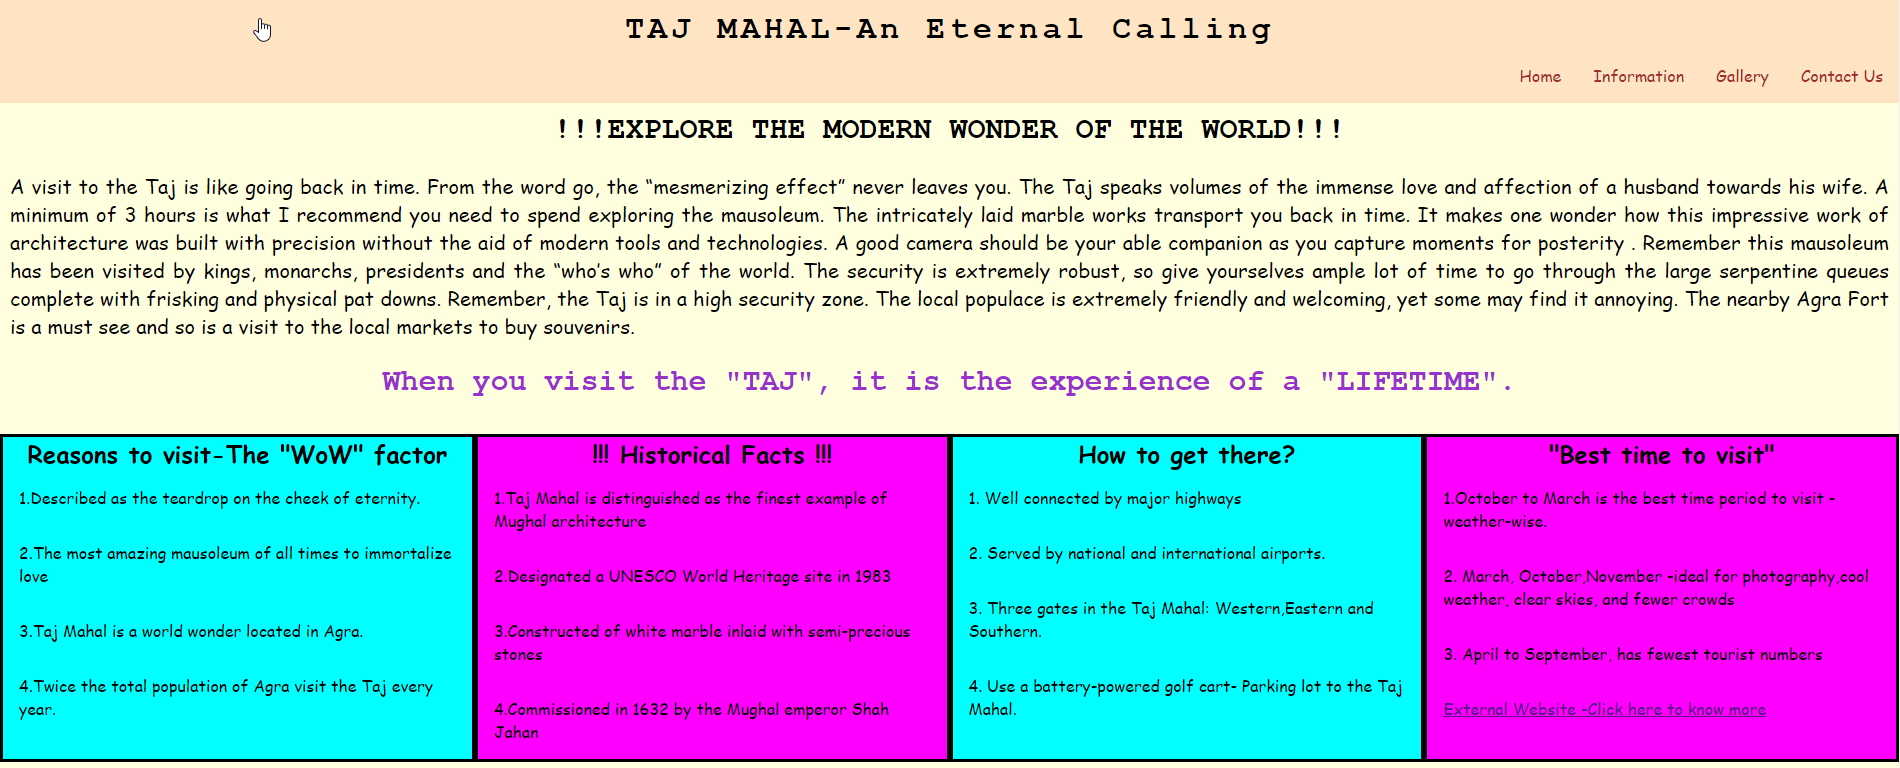 TAJ MAHAL-An Eternal Calling
Home Information Gallery Contact Us
!!!EXPLORE THE MODERN WONDER OF THE WORLD!!!
A visit to the Taj is like going back in time. From the word go, the “mesmerizing effect” never leaves you. The Taj speaks volumes of the immense love and affection of a husband towards his wife. A
minimum of 3 hours is what I recommend you need to spend exploring the mausoleum. The intricately laid marble works transport you back in time. It makes one wonder how this impressive work of
architecture was built with precision without the aid of modern tools and technologies. A good camera should be your able companion as you capture moments for posterity . Remember this mausoleum
has been visited by kings, monarchs, presidents and the “who’s who” of the world. The security is extremely robust, so give yourselves ample lot of time to go through the large serpentine queues
complete with frisking and physical pat downs. Remember, the Taj is in a high security zone. The local populace is extremely friendly and welcoming, yet some may find it annoying. The nearby Agra Fort
is a must see and so is a visit to the local markets to buy souvenirs.
When you visit the "TAJ", it is the experience of a "LIFETIME".
Reasons to visit-The "WoW" factor
1.Described as the teardrop on the cheek of eternity.
2.The most amazing mausoleum of all times to immortalize
love
3.Taj Mahal is a world wonder located in Agra.
4.Twice the total population of Agra visit the Taj every
year.
!!! Historical Facts !!!
1.Taj Mahal is distinguished as the finest example of
Mughal architecture
2.Designated a UNESCO World Heritage site in 1983
3.Constructed of white marble inlaid with semi-precious
stones
4.Commissioned in 1632 by the Mughal emperor Shah
Jahan
How to get there?
1. Well connected by major highways
2. Served by national and international airports.
3. Three gates in the Taj Mahal: Western,Eastern and
Southern.
4. Use a battery-powered golf cart- Parking lot to the Taj
Mahal.
"Best time to visit"
1.October to March is the best time period to visit -
weather-wise.
2. March, October,November -ideal for photography,cool
weather, clear skies, and fewer crowds
3. April to September, has fewest tourist numbers
External Website -Click here to know more